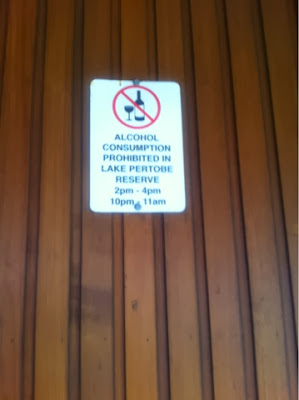 ALCOHOL
CONSUMPTION
PROHIBITED IN
LAKE PERTOBE
RESERVE
2pm - 4pm
10pm - 11am